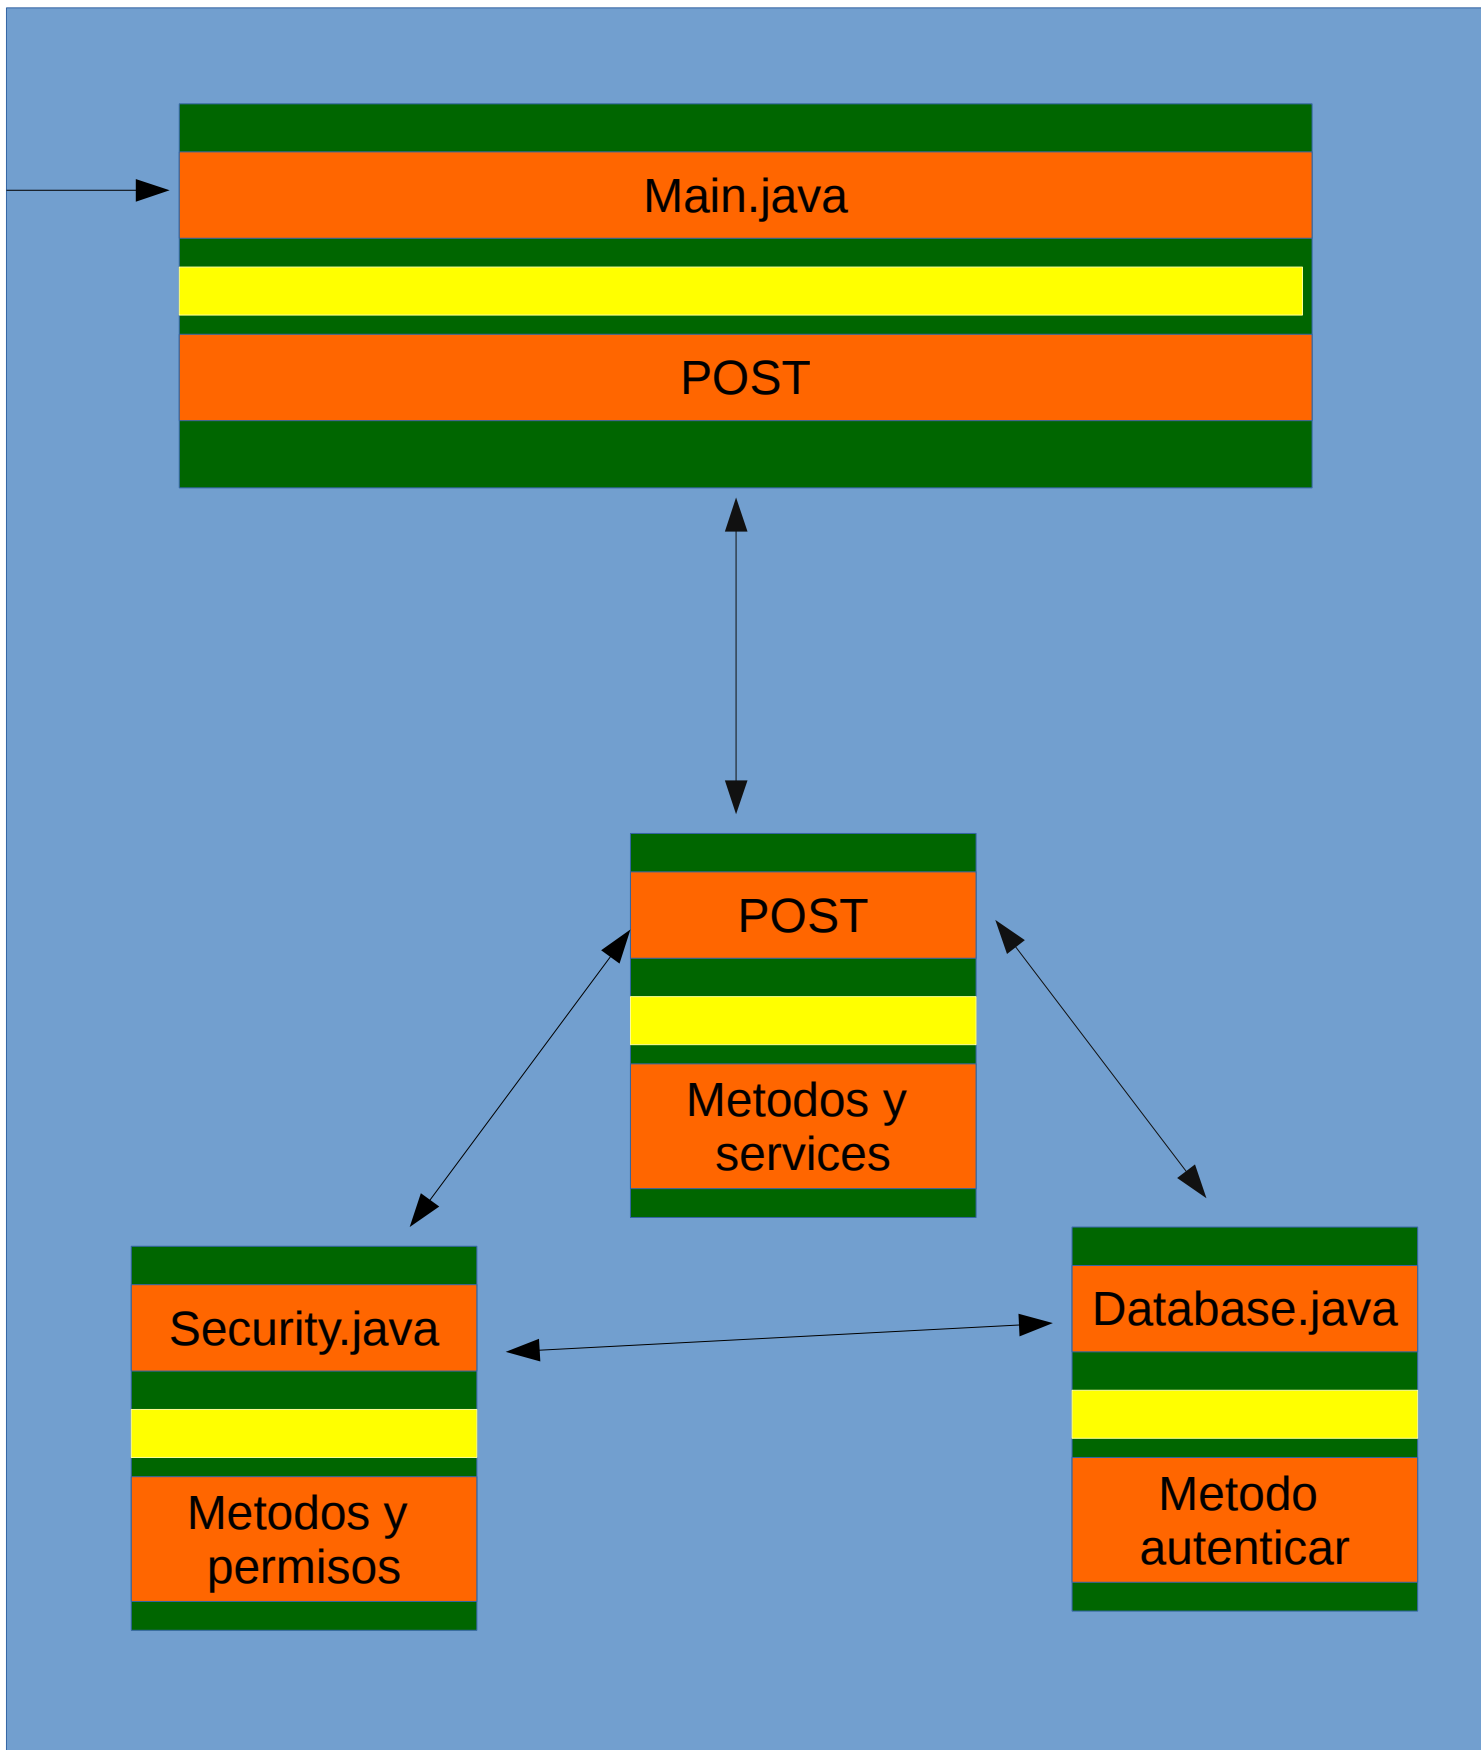 Main.java
POST
POST
Metodos y
services
Security.java
Metodos y
permisos
Database.java
Metodo
autenticar